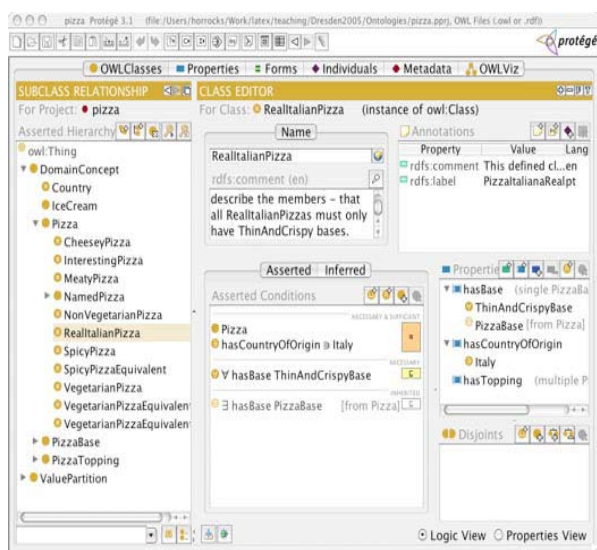 pizza Protégé 3.1 (file:/Users/horrocks/Work/latex/teaching/Dresden2005/Ontologies/pizza.pprj, OWL Files (.owl or .rdf))
protégé
OWLClasses Properties Forms Individuals Metadata OWLViz
SUBCLASS RELATIONSHIP
For Project: pizza
Asserted Hierarchy
owl:Thing
DomainConcept
Country
IceCream
Pizza
CheeseyPizza
InterestingPizza
MeatyPizza
NamedPizza
NonVegetarianPizza
RealItalianPizza
SpicyPizza
SpicyPizzaEquivalent
VegetarianPizza
VegetarianPizzaEquivalen
VegetarianPizzaEquivalen
PizzaBase
PizzaTopping
ValuePartition
CLASS EDITOR
For Class: RealItalianPizza (instance of owl:Class)
Name
RealItalianPizza
rdfs:comment (en)
describe the members – that
all RealItalianPizzas must only
have ThinAndCrispy bases.
Annotations
Property Value Lang
rdfs:comment This defined cl...en
rdfs:label PizzaItalianaRealpt
Asserted Inferred
Asserted Conditions
NECESSARY & SUFFICIENT
Pizza
hasCountryOfOrigin ∋ Italy
NECESSARY
∀ hasBase ThinAndCrispyBase
INHERITED
∃ hasBase PizzaBase [from Pizza]
Propertie
hasBase (single PizzaBa
ThinAndCrispyBase
PizzaBase [from Pizza]
hasCountryOfOrigin
Italy
hasTopping (multiple P
Disjoints
Logic View Properties View